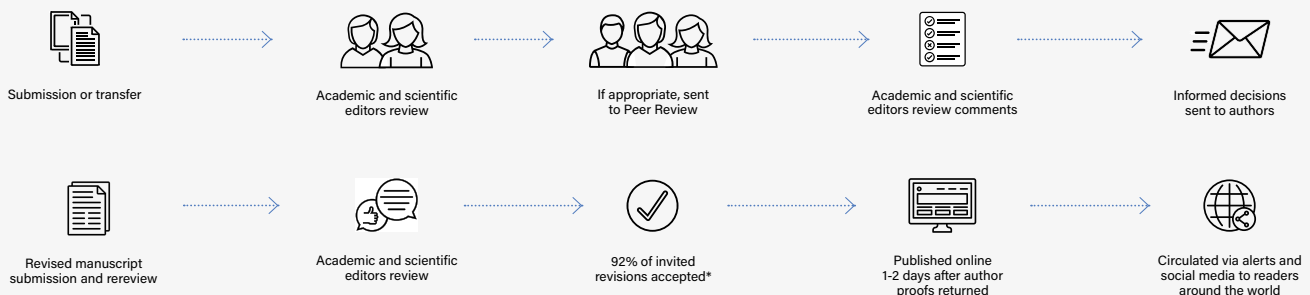 Submission or transfer
Academic and scientific
editors review
If appropriate, sent
to Peer Review
Academic and scientific
editors review comments
Informed decisions
sent to authors
Revised manuscript
submission and rereview
Academic and scientific
editors review
92% of invited
revisions accepted*
Published online
1-2 days after author
proofs returned
Circulated via alerts and
social media to readers
around the world